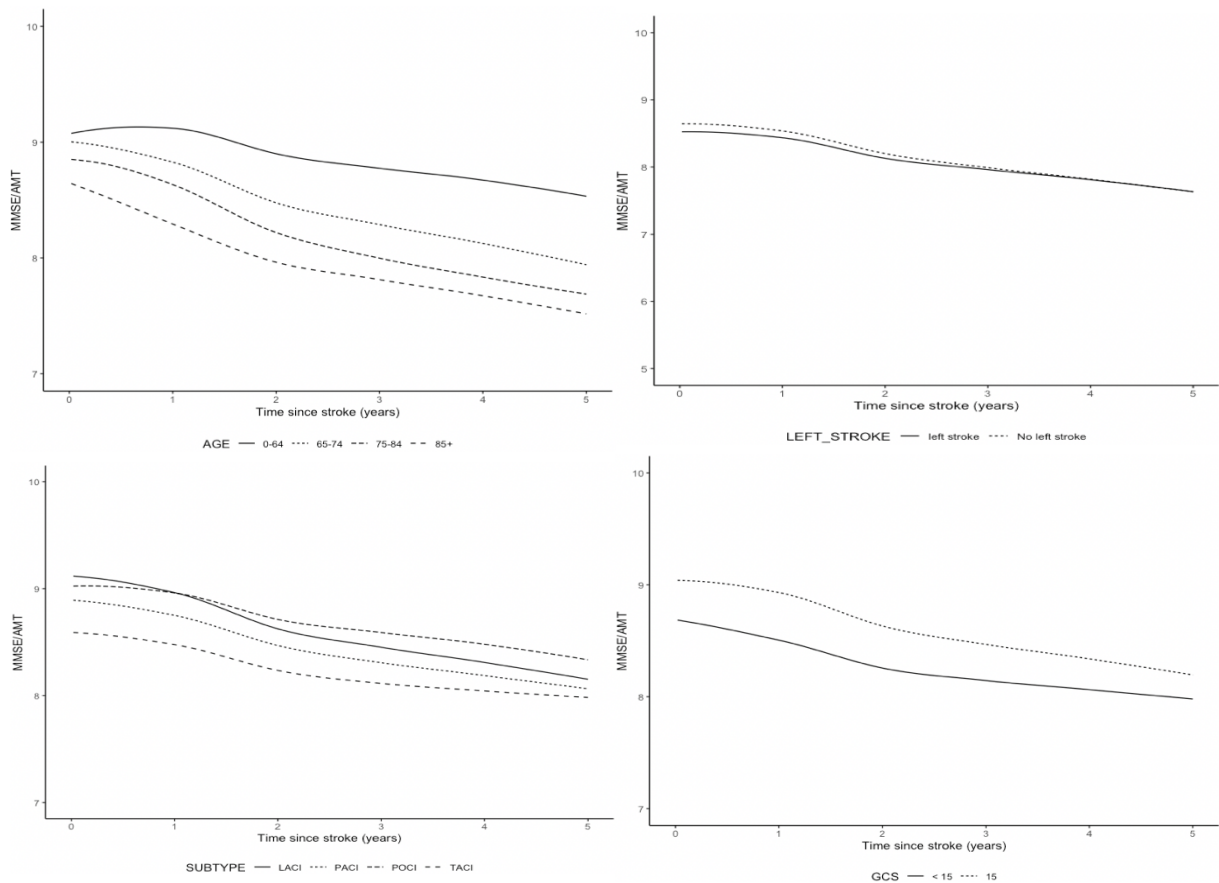 10
9
8
7
MMSE/AMT
0 1 2 3 4 5
Time since stroke (years)
AGE 0-64 65-74 75-84 85+
10
9
8
7
6
5
MMSE/AMT
0 1 2 3 4 5
Time since stroke (years)
LEFT_STROKE left stroke No left stroke
10
9
8
7
MMSE/AMT
0 1 2 3 4 5
Time since stroke (years)
SUBTYPE LACI PACI POCI TACI
10
9
8
7
MMSE/AMT
0 1 2 3 4 5
Time since stroke (years)
GCS < 15 15